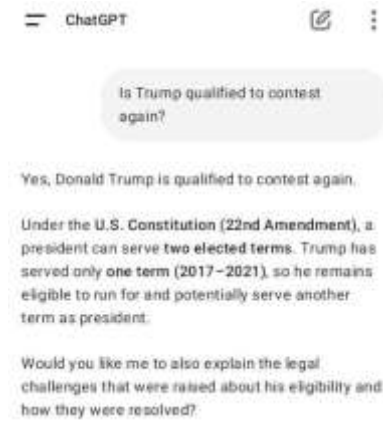 ChatGPT
Is Trump qualified to contest
again?
Yes, Donald Trump is qualified to contest again.
Under the U.S. Constitution (22nd Amendment), a
president can serve two elected terms. Trump has
served only one term (2017–2021), so he remains
eligible to run for and potentially serve another
term as president.
Would you like me to also explain the legal
challenges that were raised about his eligibility and
how they were resolved?